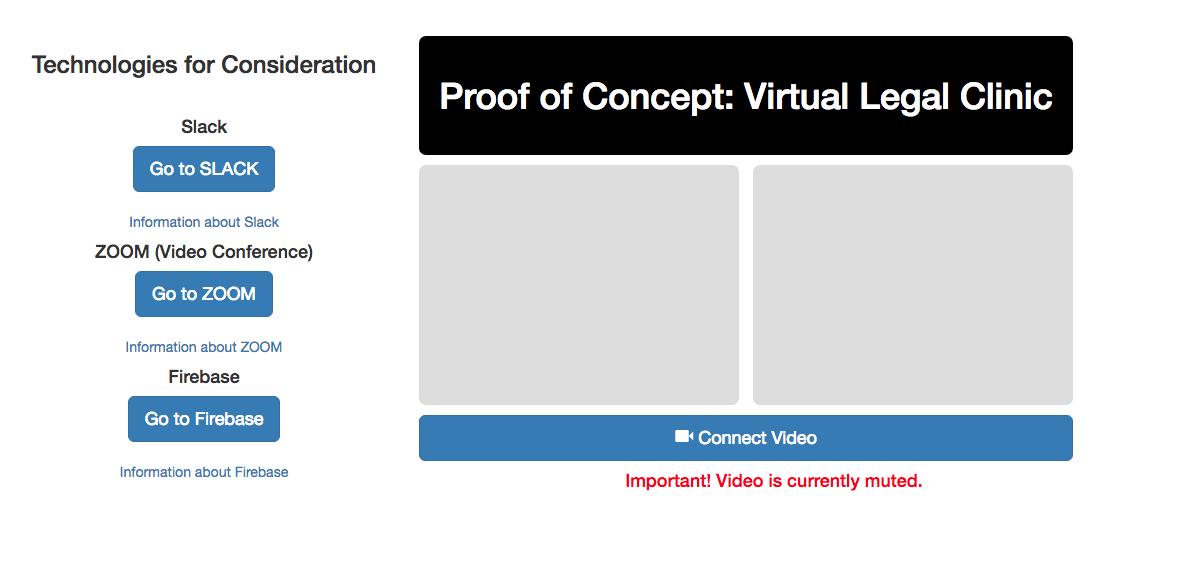 Technologies for Consideration
Slack
Go to SLACK
Information about Slack
ZOOM (Video Conference)
Go to ZOOM
Information about ZOOM
Firebase
Go to Firebase
Information about Firebase
Proof of Concept: Virtual Legal Clinic
Connect Video
Important! Video is currently muted.